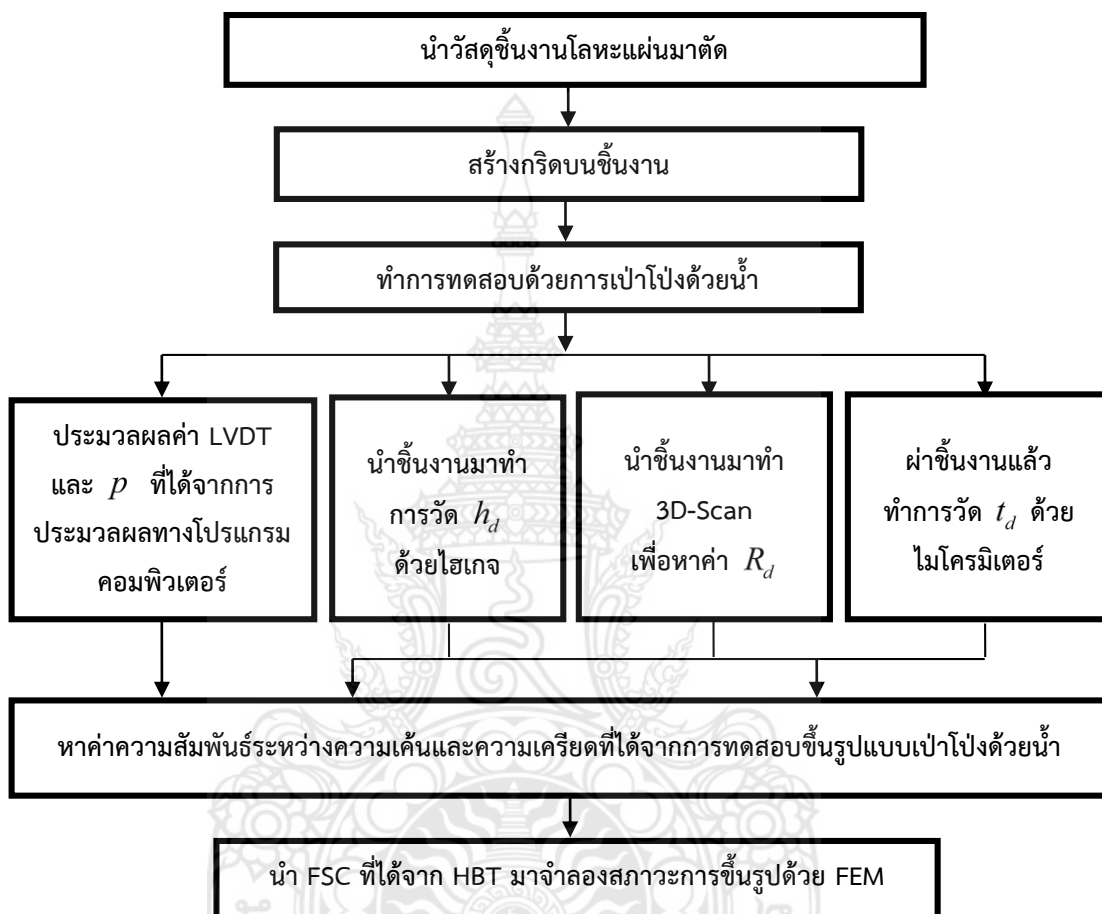 นำวัสดุชิ้นงานโลหะแผ่นมาตัด
สร้างกริดบนชิ้นงาน
ทำการทดสอบด้วยการเป่าโป่งด้วยน้ำ
ประมวลผลค่า LVDT
และ p ที่ได้จากการ
ประมวลผลทางโปรแกรม
คอมพิวเตอร์
นำชิ้นงานมาทำ
การวัด h_d
ด้วยไฮเกจ
นำชิ้นงานมาทำ
3D-Scan
เพื่อหาค่า R_d
ผ่าชิ้นงานแล้ว
ทำการวัด t_d ด้วย
ไมโครมิเตอร์
หาค่าความสัมพันธ์ระหว่างความเค้นและความเครียดที่ได้จากการทดสอบขึ้นรูปแบบเป่าโป่งด้วยน้ำ
นำ FSC ที่ได้จาก HBT มาจำลองสภาวะการขึ้นรูปด้วย FEM